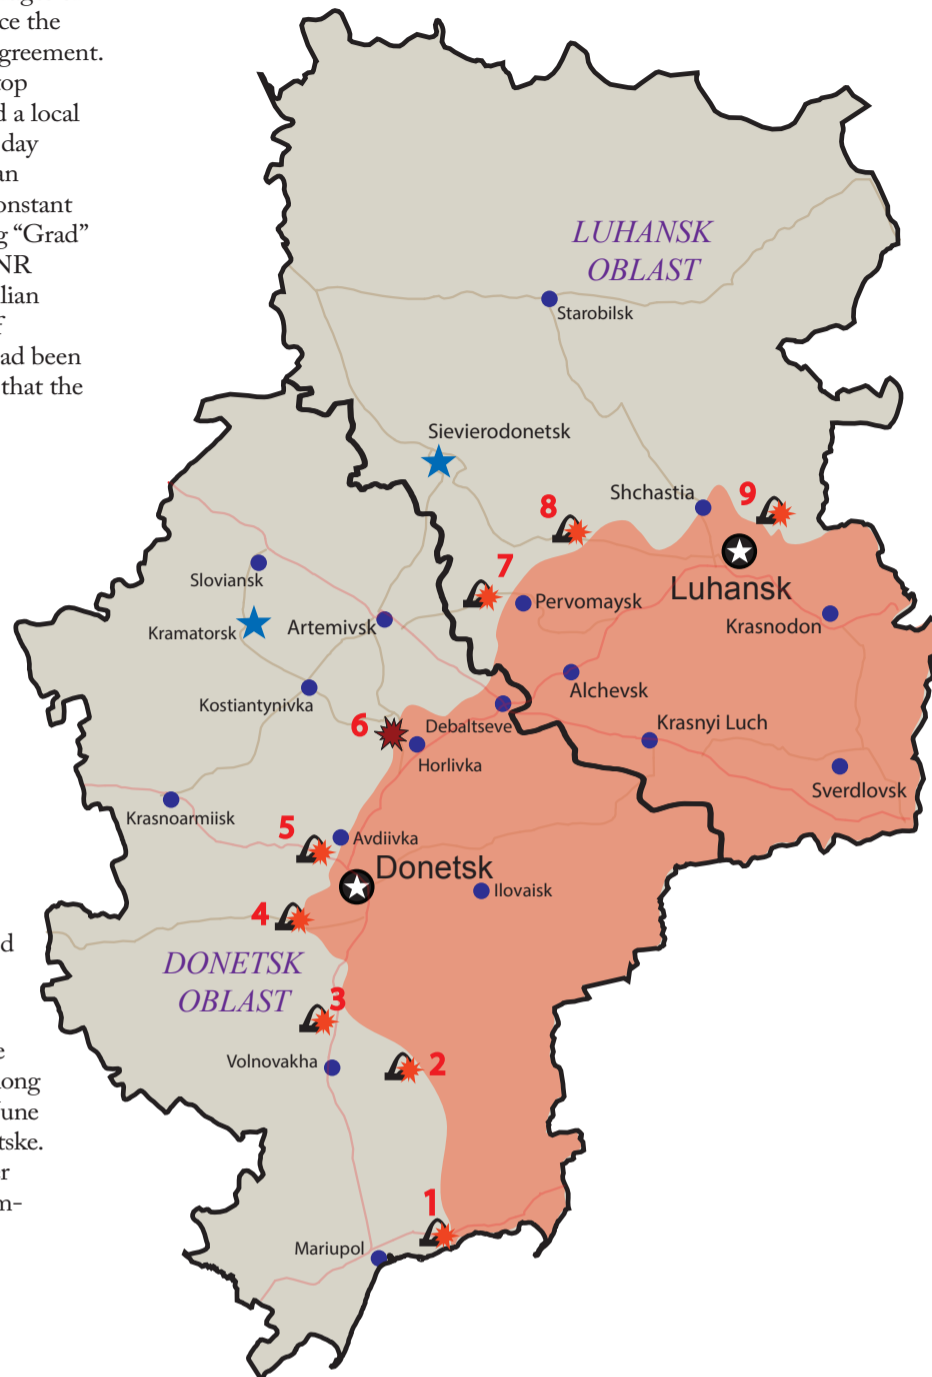 ce the
greement.
op
d a local
day
an
onstant
g “Grad”
NR
lian
f
ad been
that the
d
e
ong
une
tske.
r
m-
LUHANSK
OBLAST
Starobilsk
Sievierodonetsk
Shchastia
9
8
Luhansk
7
Pervomaysk
Krasnodon
Sloviansk
Kramatorsk
Artemivsk
Alchevsk
Kostiantynivka
Debaltseve
Krasnyi Luch
6
Horlivka
Sverdlovsk
Krasnoarmiisk
5
Avdiivka
Donetsk
Ilovaisk
4
DONETSK
OBLAST
3
Volnovakha
2
1
Mariupol